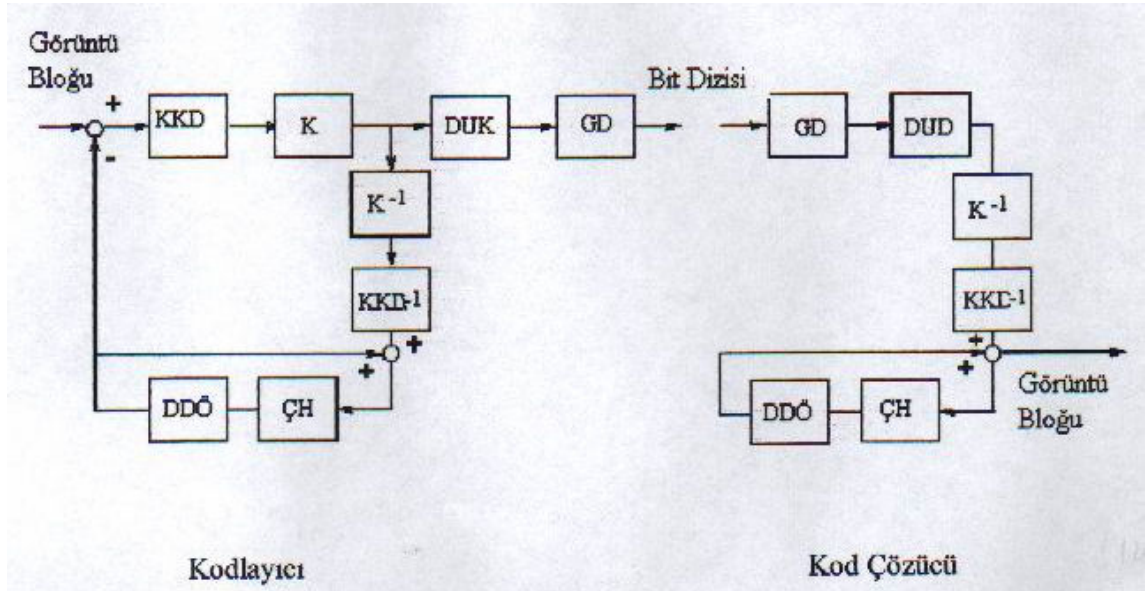 Görüntü
Bloğu
+
-
KKD
K
DUK
GD
Bit Dizisi
GD
DUD
K -1
KKD-1
+
+
DDÖ
ÇH
K -1
KKD-1
+
+
DDÖ
ÇH
Görüntü
Bloğu
Kodlayıcı
Kod Çözücü